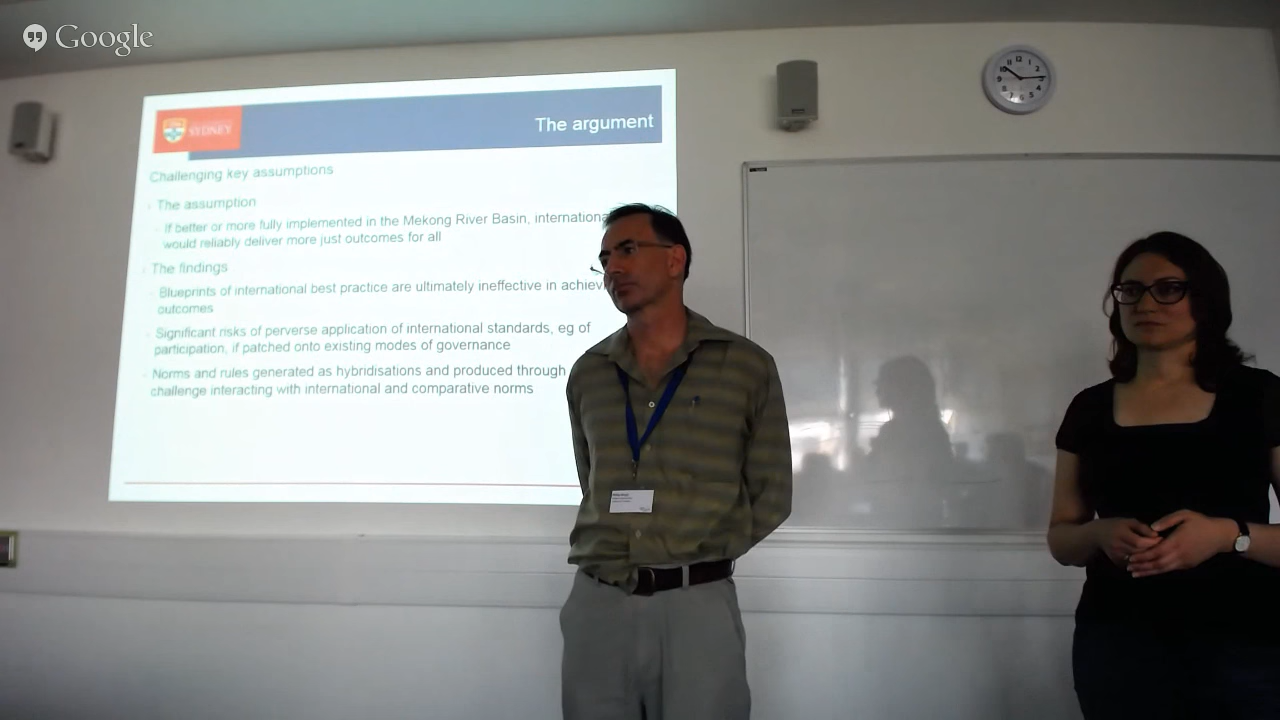 Google
SYDNEY
The argument
Challenging key assumptions
The assumption
If better or more fully implemented in the Mekong River Basin, internationa
would reliably deliver more just outcomes for all
The findings
Blueprints of international best practice are ultimately ineffective in achiev
outcomes
Significant risks of perverse application of international standards, eg of
participation, if patched onto existing modes of governance
Norms and rules generated as hybridisations and produced through
challenge interacting with international and comparative norms